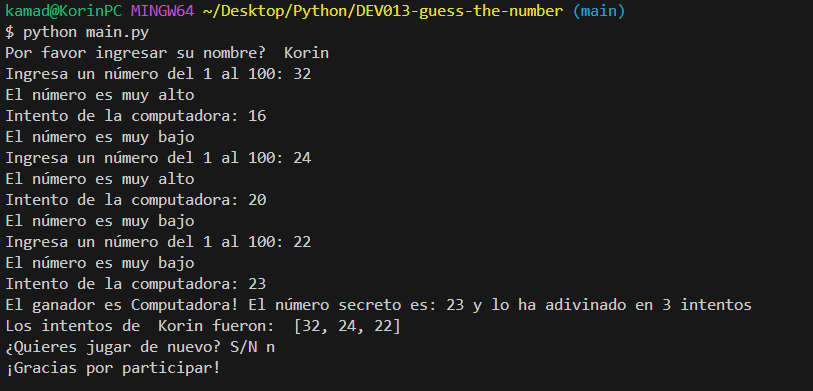 kamad@KorinPC MINGW64 ~/Desktop/Python/DEV013-guess-the-number (main)
$ python main.py
Por favor ingresar su nombre?  Korin
Ingresa un número del 1 al 100: 32
El número es muy alto
Intento de la computadora: 16
El número es muy bajo
Ingresa un número del 1 al 100: 24
El número es muy alto
Intento de la computadora: 20
El número es muy bajo
Ingresa un número del 1 al 100: 22
El número es muy bajo
Intento de la computadora: 23
El ganador es Computadora! El número secreto es: 23 y lo ha adivinado en 3 intentos
Los intentos de  Korin fueron:  [32, 24, 22]
¿Quieres jugar de nuevo? S/N n
¡Gracias por participar!